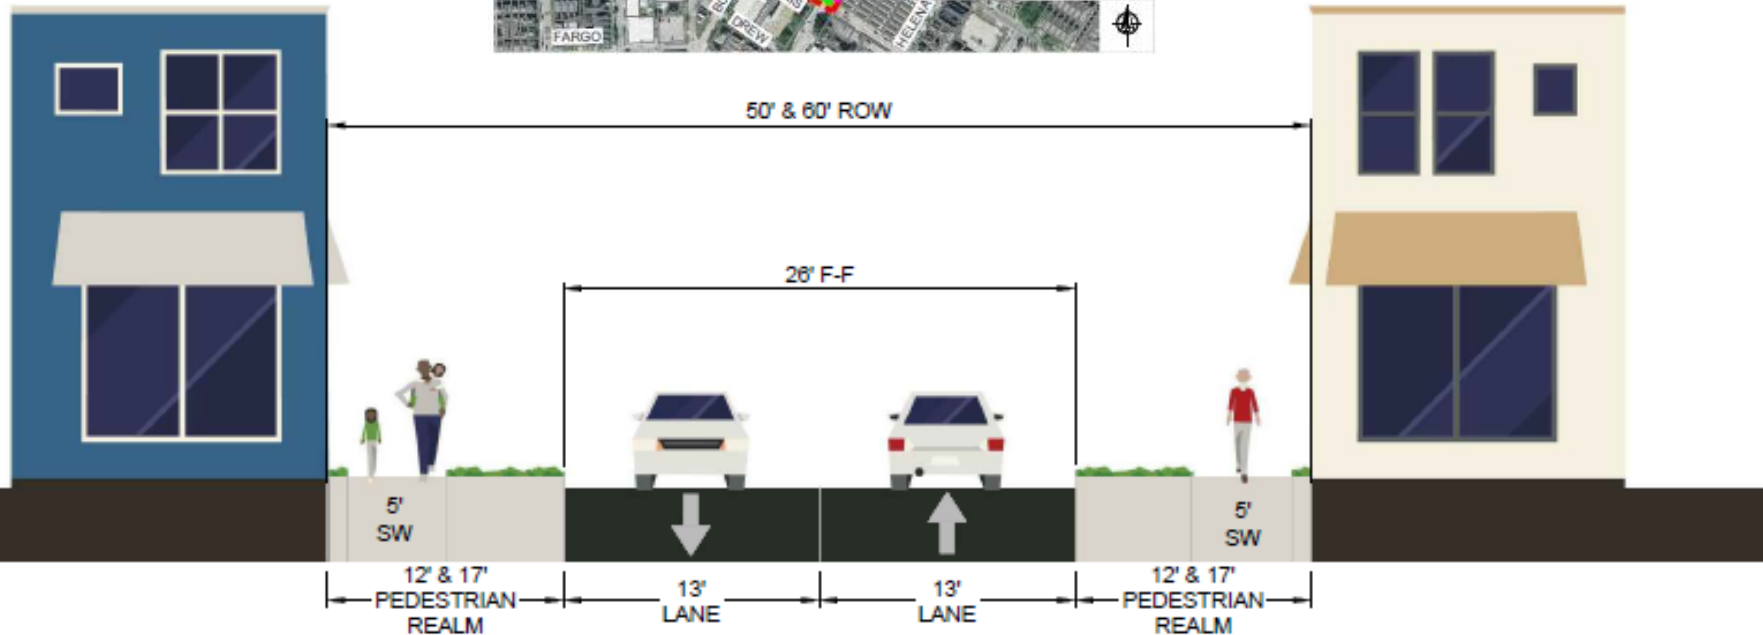 FARGO
DREW
HELENA
50' & 60' ROW
26' F-F
5'
SW
5'
SW
12' & 17'
PEDESTRIAN
REALM
13'
LANE
13'
LANE
12' & 17'
PEDESTRIAN
REALM